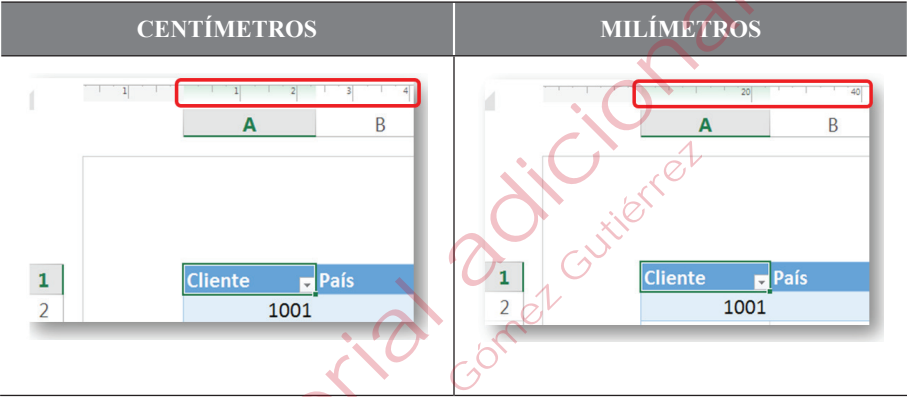 CENTÍMETROS
1 1 2 3 4
A B
1 Cliente País
2 1001
MILÍMETROS
20 40
A B
1 Cliente País
2 1001
adicional
Gómez Gutiérrez